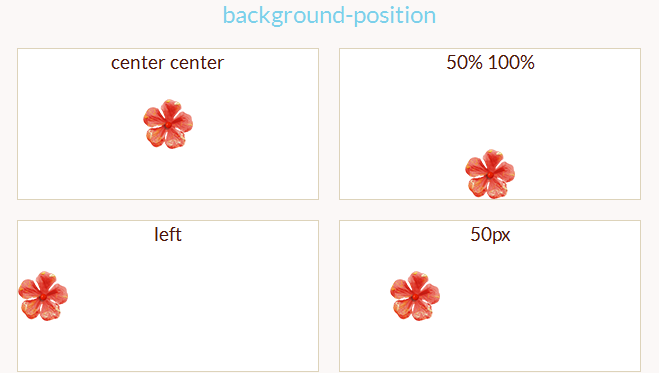 background-position
center center
50% 100%
left
50px